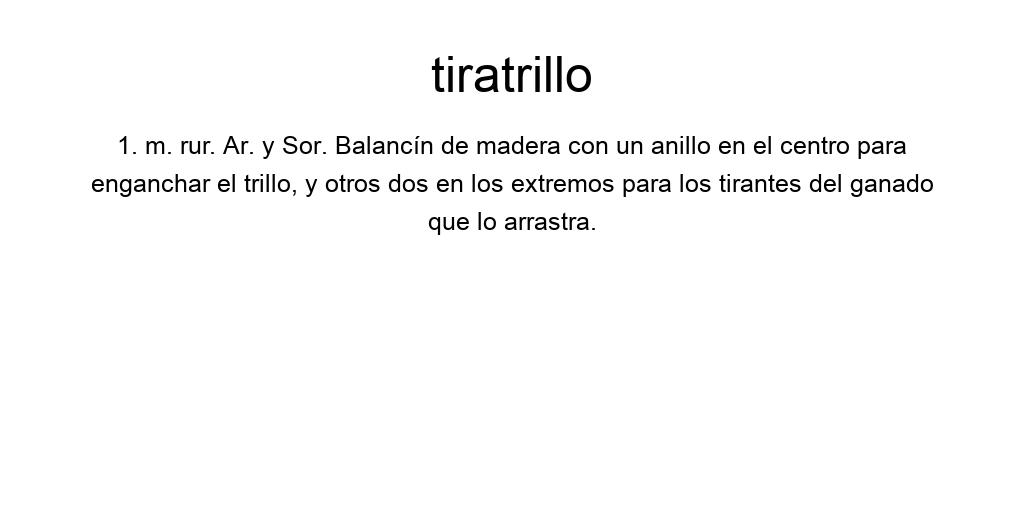 tiratrillo
1. m. rur. Ar. y Sor. Balancín de madera con un anillo en el centro para
enganchar el trillo, y otros dos en los extremos para los tirantes del ganado
que lo arrastra.